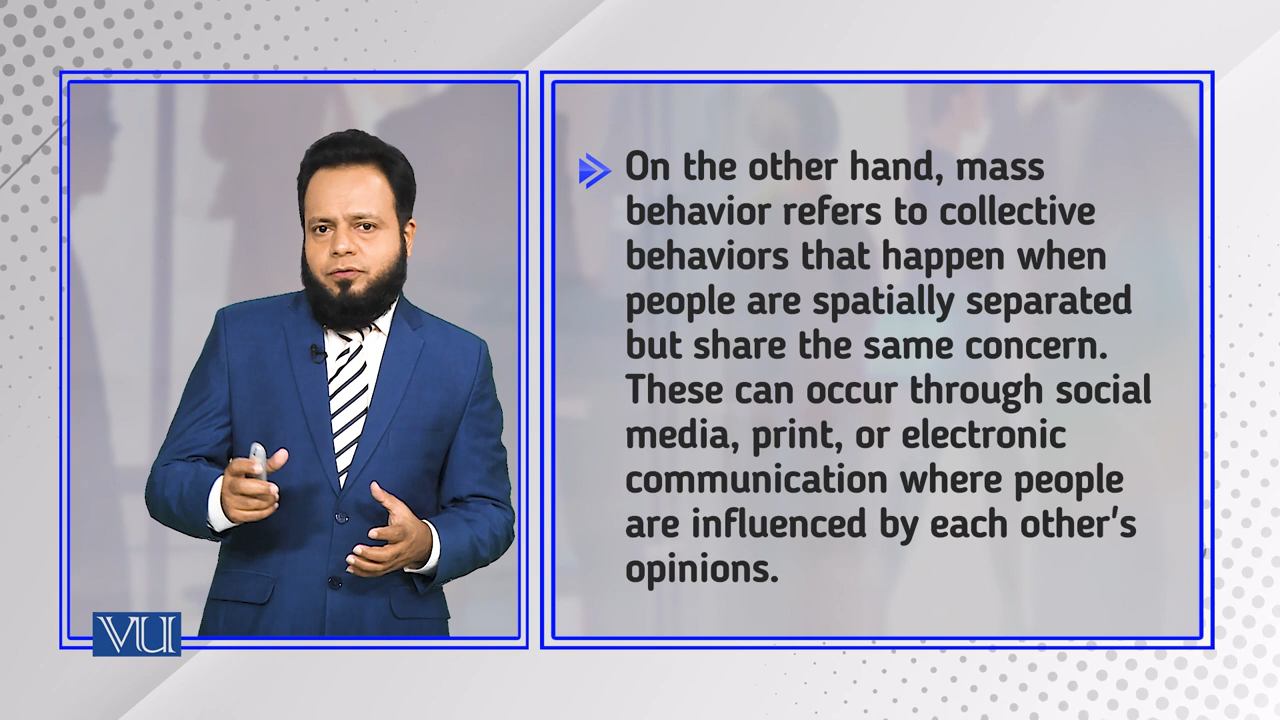 On the other hand, mass
behavior refers to collective
behaviors that happen when
people are spatially separated
but share the same concern.
These can occur through social
media, print, or electronic
communication where people
are influenced by each other's
opinions.
VU